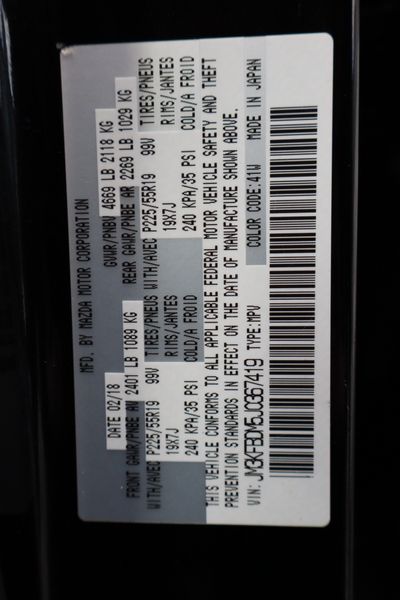 MFD. BY MAZDA MOTOR CORPORATION
DATE 02/18 GVWR/PNBV 4669 LB 2118 KG
FRONT GAWR/PNBE AV 2401 LB 1089 KG REAR GAWR/PNBE AR 2269 LB 1029 KG
WITH/AVEC P225/55R19 99V TIRES/PNEUS WITH/AVEC P225/55R19 99V TIRES/PNEUS
19X7J RIMS/JANTES 19X7J RIMS/JANTES
240 KPA/35 PSI COLD/A FROID 240 KPA/35 PSI COLD/A FROID
THIS VEHICLE CONFORMS TO ALL APPLICABLE FEDERAL MOTOR VEHICLE SAFETY AND THEFT
PREVENTION STANDARDS IN EFFECT ON THE DATE OF MANUFACTURE SHOWN ABOVE.
VIN: JM3KFBDM5J0367419 TYPE:MPV COLOR CODE:41W MADE IN JAPAN